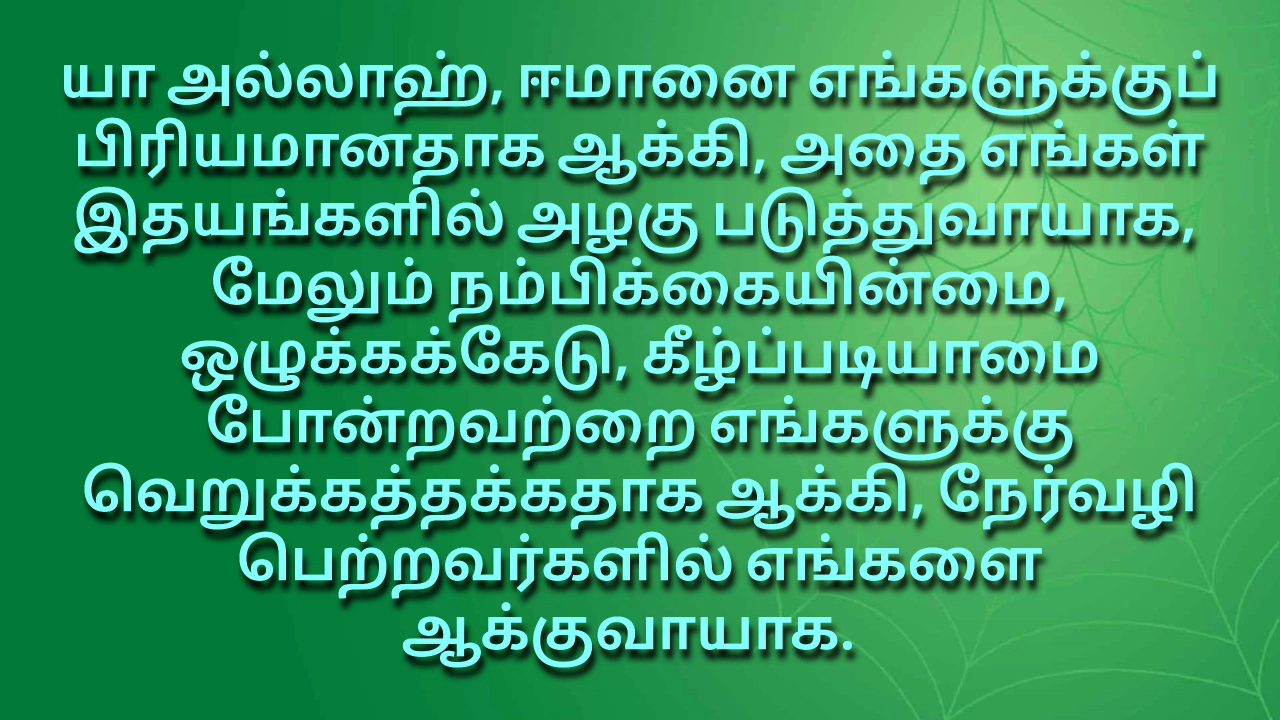 யா அல்லாஹ், ஈமானை எங்களுக்குப்
பிரியமானதாக ஆக்கி, அதை எங்கள்
இதயங்களில் அழகு படுத்துவாயாக,
மேலும் நம்பிக்கையின்மை,
ஒழுக்கக்கேடு, கீழ்ப்படியாமை
போன்றவற்றை எங்களுக்கு
வெறுக்கத்தக்கதாக ஆக்கி, நேர்வழி
பெற்றவர்களில் எங்களை
ஆக்குவாயாக.